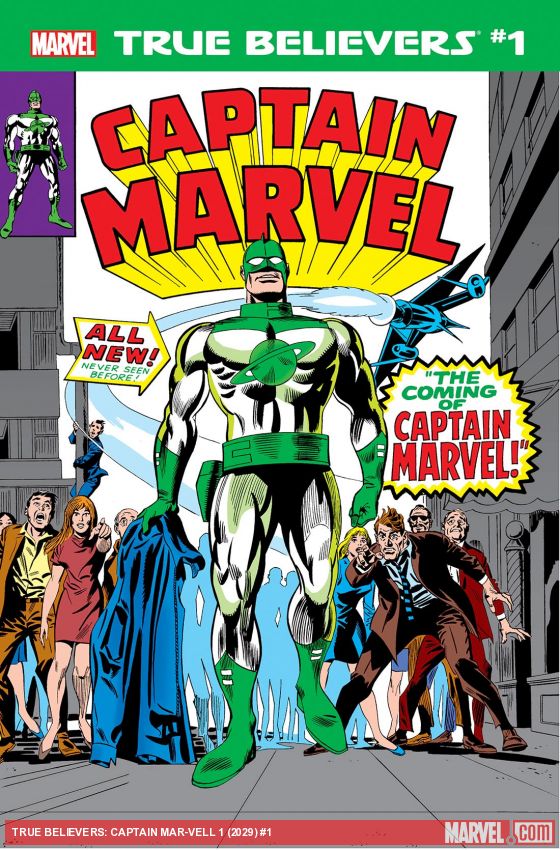 MARVEL
TRUE BELIEVERS® #1
CAPTAIN
MARVEL
ALL
NEW!
NEVER SEEN
BEFORE!
"THE
COMING
OF
CAPTAIN
MARVEL!"
TRUE BELIEVERS: CAPTAIN MAR-VELL 1 (2029) #1
MARVEL.com